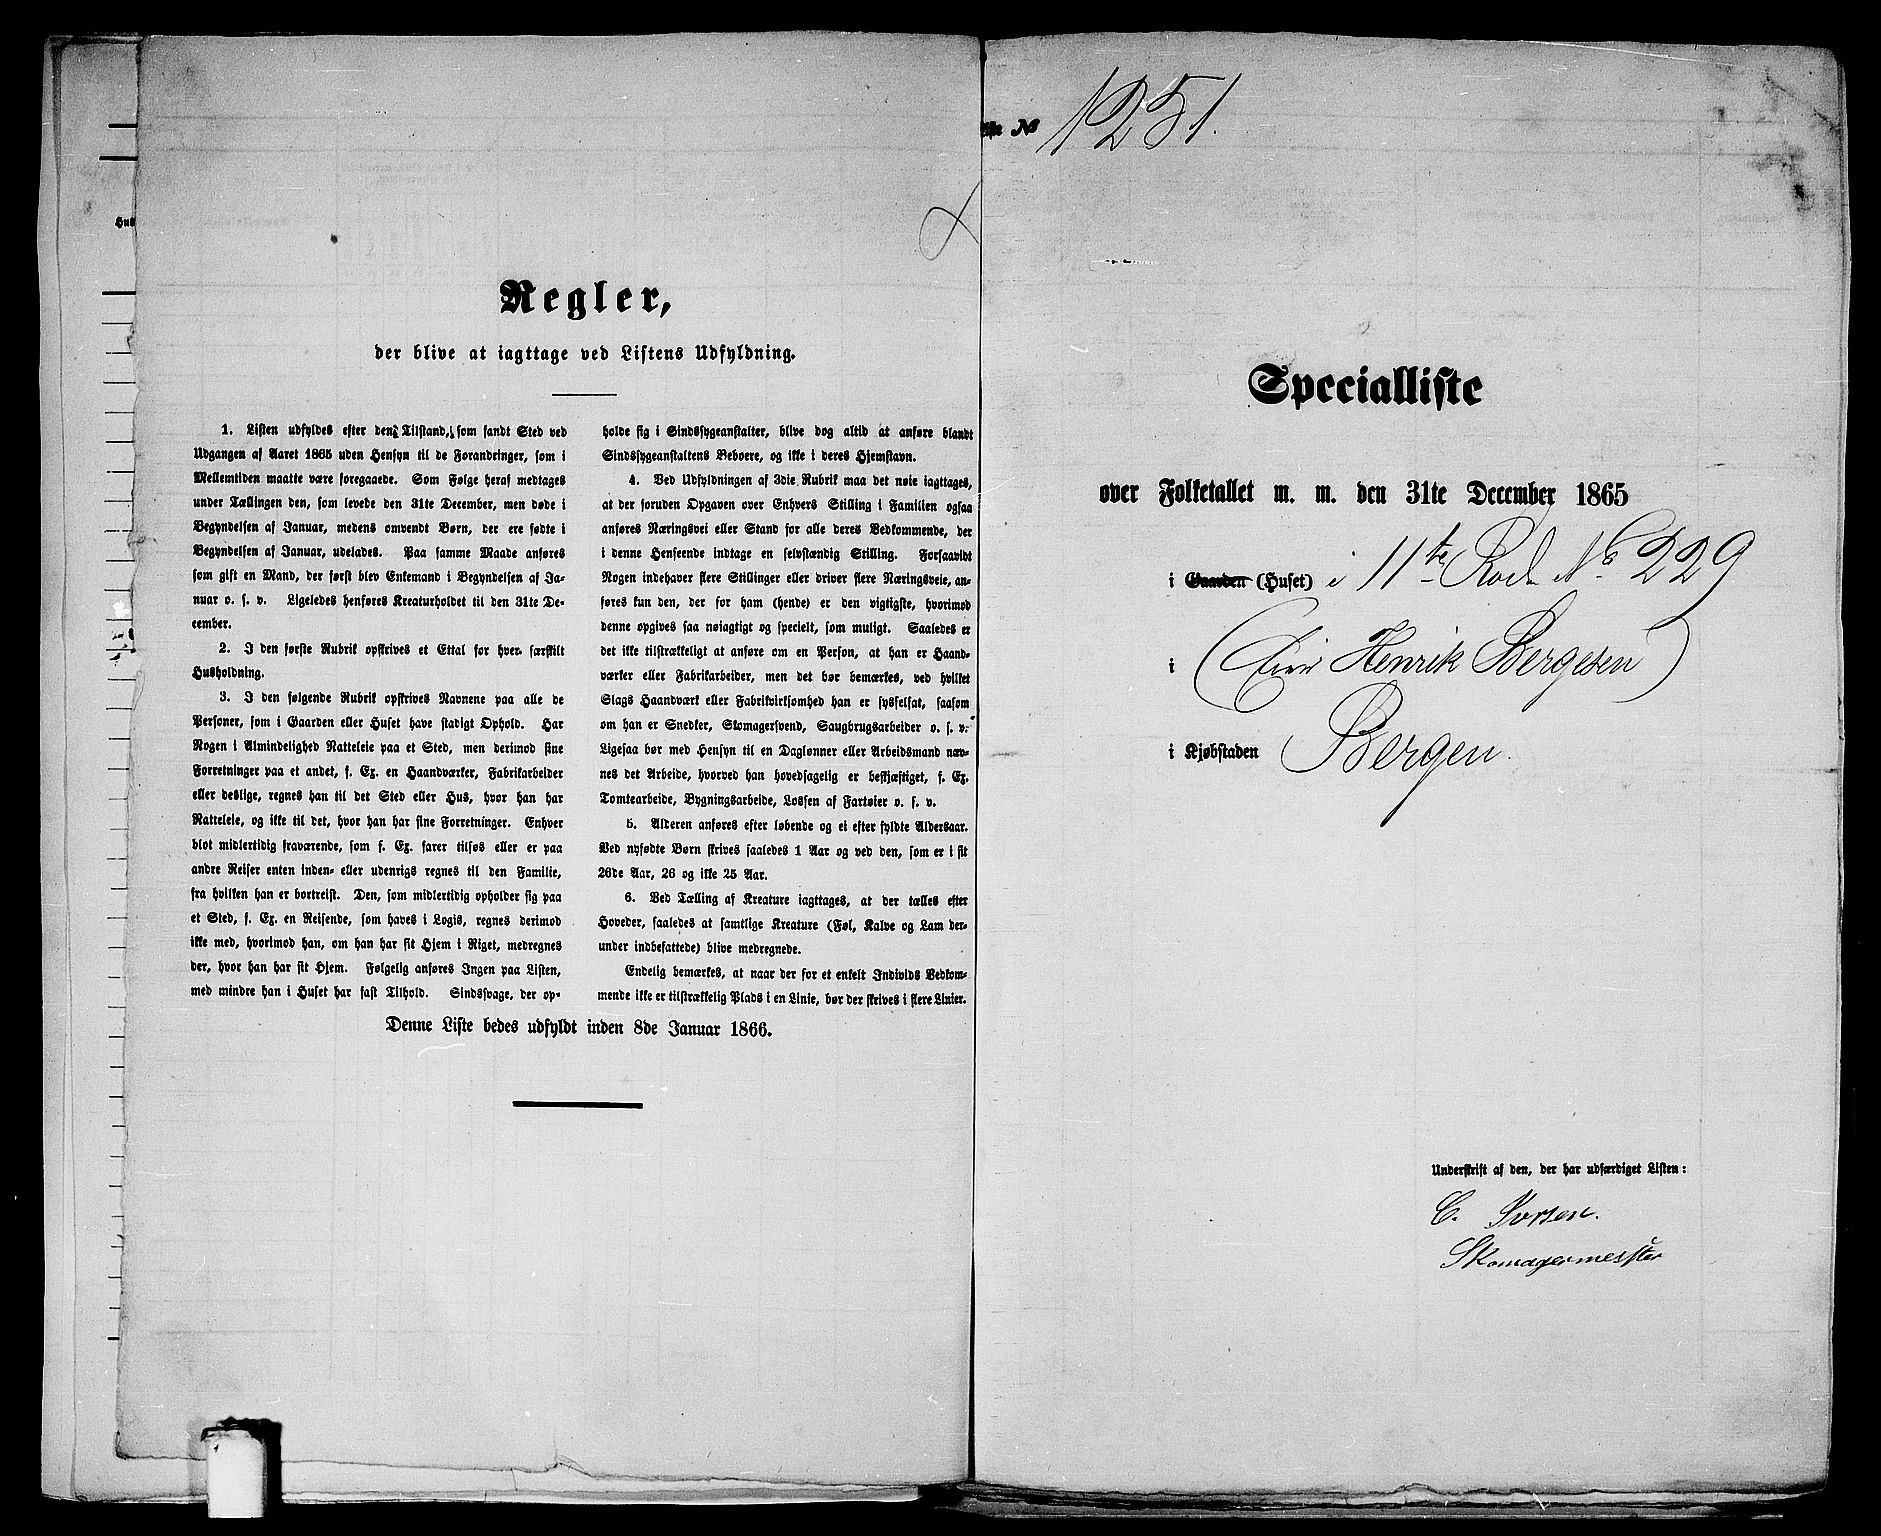 Hus
Regler,
der blive at iagttage ved Listens Udfyldning.
1. Listen udfyldes efter den Tilstand, som fandt Sted ved
Udgangen af Aaret 1865 uden Hensyn til de Forandringer, som i
Mellemtiden maatte være foregaaede. Som Følge heraf medtages
under Tællingen den, som levede den 31te December, men døde i
Begyndelsen af Januar, medens omvendt Børn, der ere fødte i
Begyndelsen af Januar, udelades. Paa samme Maade anføres
som gift en Mand, der først blev Enkemand i Begyndelsen af Ja-
nuar o. s. v. Ligeledes henføres Kreaturholdet til den 31te De-
cember.
2. I den første Rubrik opskrives et Ettal for hver særskilt
Husholdning.
3. I den følgende Rubrik opskrives Navnene paa alle de
Personer, som i Gaarden eller Huset have stadigt Ophold. Har
Nogen i Almindelighed Natteleie paa et Sted, men derimod sine
Forretninger paa et andet, f. Ex. en Haandværker, Fabrikarbeider
eller deslige, regnes han til det Sted eller Hus, hvor han har
Natteleie, og ikke til det, hvor han har sine Forretninger. Enhver
blot midlertidig fraværende, som f. Ex. farer tilsøs eller er paa
andre Reiser enten inden- eller udenrigs regnes til den Familie,
fra hvilken han er bortreist. Den, som midlertidig opholder sig paa
et Sted, f. Ex. en Reisende, som haves i Logis, regnes derimod
ikke med, hvorimod han, om han har sit Hjem i Riget, medregnes
der, hvor han har sit Hjem. Følgelig anføres Ingen paa Listen,
med mindre han i Huset har fast Tilhold. Sindssvage, der op-
holde sig i Sindssygeanstalter, blive dog altid at anføre blandt
Sindssygeanstaltens Beboere, og ikke i deres Hjemstavn.
4. Ved Udfyldningen af 3die Rubrik maa det nøie iagttages,
at der foruden Opgaven over Enhvers Stilling i Familien ogsaa
anføres Næringsvei eller Stand for alle deres Vedkommende, der
i denne Henseende indtage en selvstændig Stilling. Forsaavidt
Nogen indehaver flere Stillinger eller driver flere Næringsveie, an-
føres kun den, der for ham (hende) er den vigtigste, hvorimod
denne opgives saa nøiagtigt og specielt, som muligt. Saaledes er
det ikke tilstrækkeligt at anføre om en Person, at han er Haand-
værker eller Fabrikarbeider, men det bør bemærkes, ved hvilket
Slags Haandværk eller Fabrikvirksomhed han er sysselsat, saasom
om han er Snedker, Skomagersvend, Saugbrugsarbeider o. s. v.
Ligesaa bør med Hensyn til en Dagløner eller Arbeidsmand næv-
nes det Arbeide, hvorved han hovedsagelig er beskjæftiget, f. Ex.
Tomtearbeide, Bygningsarbeide, Lossen af Fartøier o. s. v.
5. Alderen anføres efter løbende og ei efter fyldte Aldersaar.
Ved nyfødte Børn skrives saaledes 1 Aar og ved den, som er i sit
26de Aar, 26 og ikke 25 Aar.
6. Ved Tælling af Kreature iagttages, at der tælles efter
Hoveder, saaledes at samtlige Kreature (Føl, Kalve og Lam der-
under indbefattede) blive medregnede.
Endelig bemærkes, at naar der for et enkelt Individs Vedkom-
mende ikke er tilstrækkelig Plads i en Linie, bør der skrives i flere Linier.
Denne Liste bedes udfyldt inden 8de Januar 1866.
iste № 1251.
Specialliste
over Folketallet m. m. den 31te December 1865
i Gaarden (Huset) i 11te Rode No 229
i (Eier Henrik Bergesen)
i Kjøbstaden Bergen.
Underskrift af den, der har udfærdiget Listen:
C. Iversen.
Skomagermester